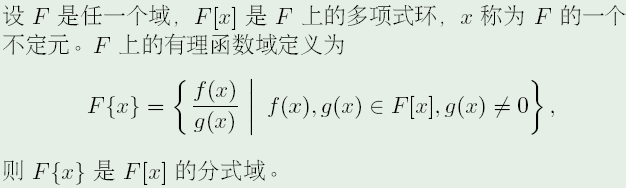 设 F 是任一个域，F[x] 是 F 上的多项式环，x 称为 F 的一个
不定元。F 上的有理函数域定义为
F{x} = { f(x)/g(x) | f(x), g(x) ∈ F[x], g(x) ≠ 0 },
则 F{x} 是 F[x] 的分式域。